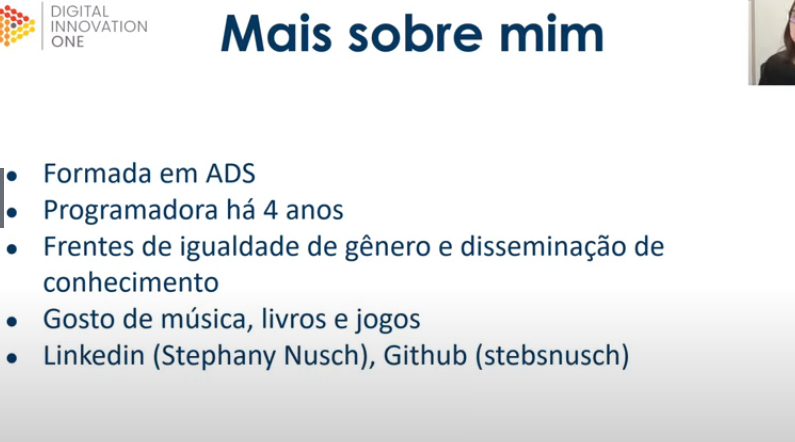 DIGITAL
INNOVATION
ONE
Mais sobre mim
● Formada em ADS
● Programadora há 4 anos
● Frentes de igualdade de gênero e disseminação de
conhecimento
● Gosto de música, livros e jogos
● Linkedin (Stephany Nusch), Github (stebsnusch)